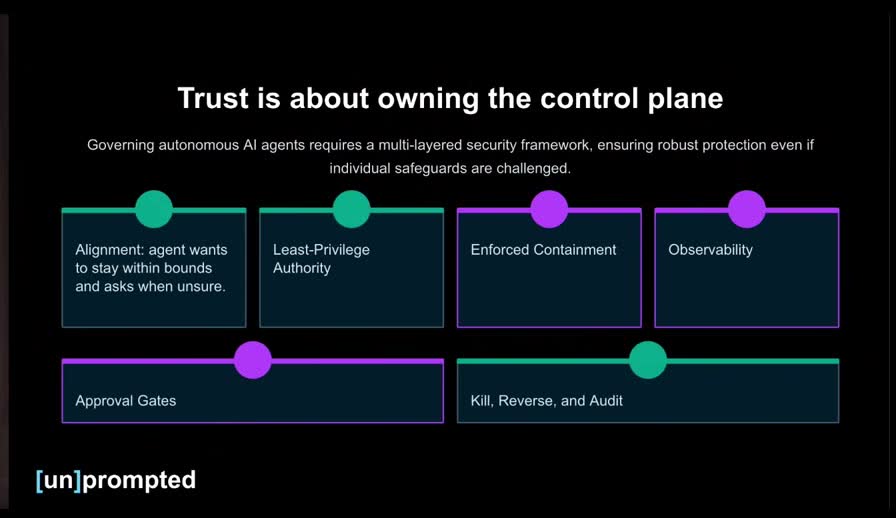 Trust is about owning the control plane
Governing autonomous AI agents requires a multi-layered security framework, ensuring robust protection even if
individual safeguards are challenged.
Alignment: agent wants
to stay within bounds
and asks when unsure.
Least-Privilege
Authority
Enforced Containment
Observability
Approval Gates
Kill, Reverse, and Audit
[un]prompted